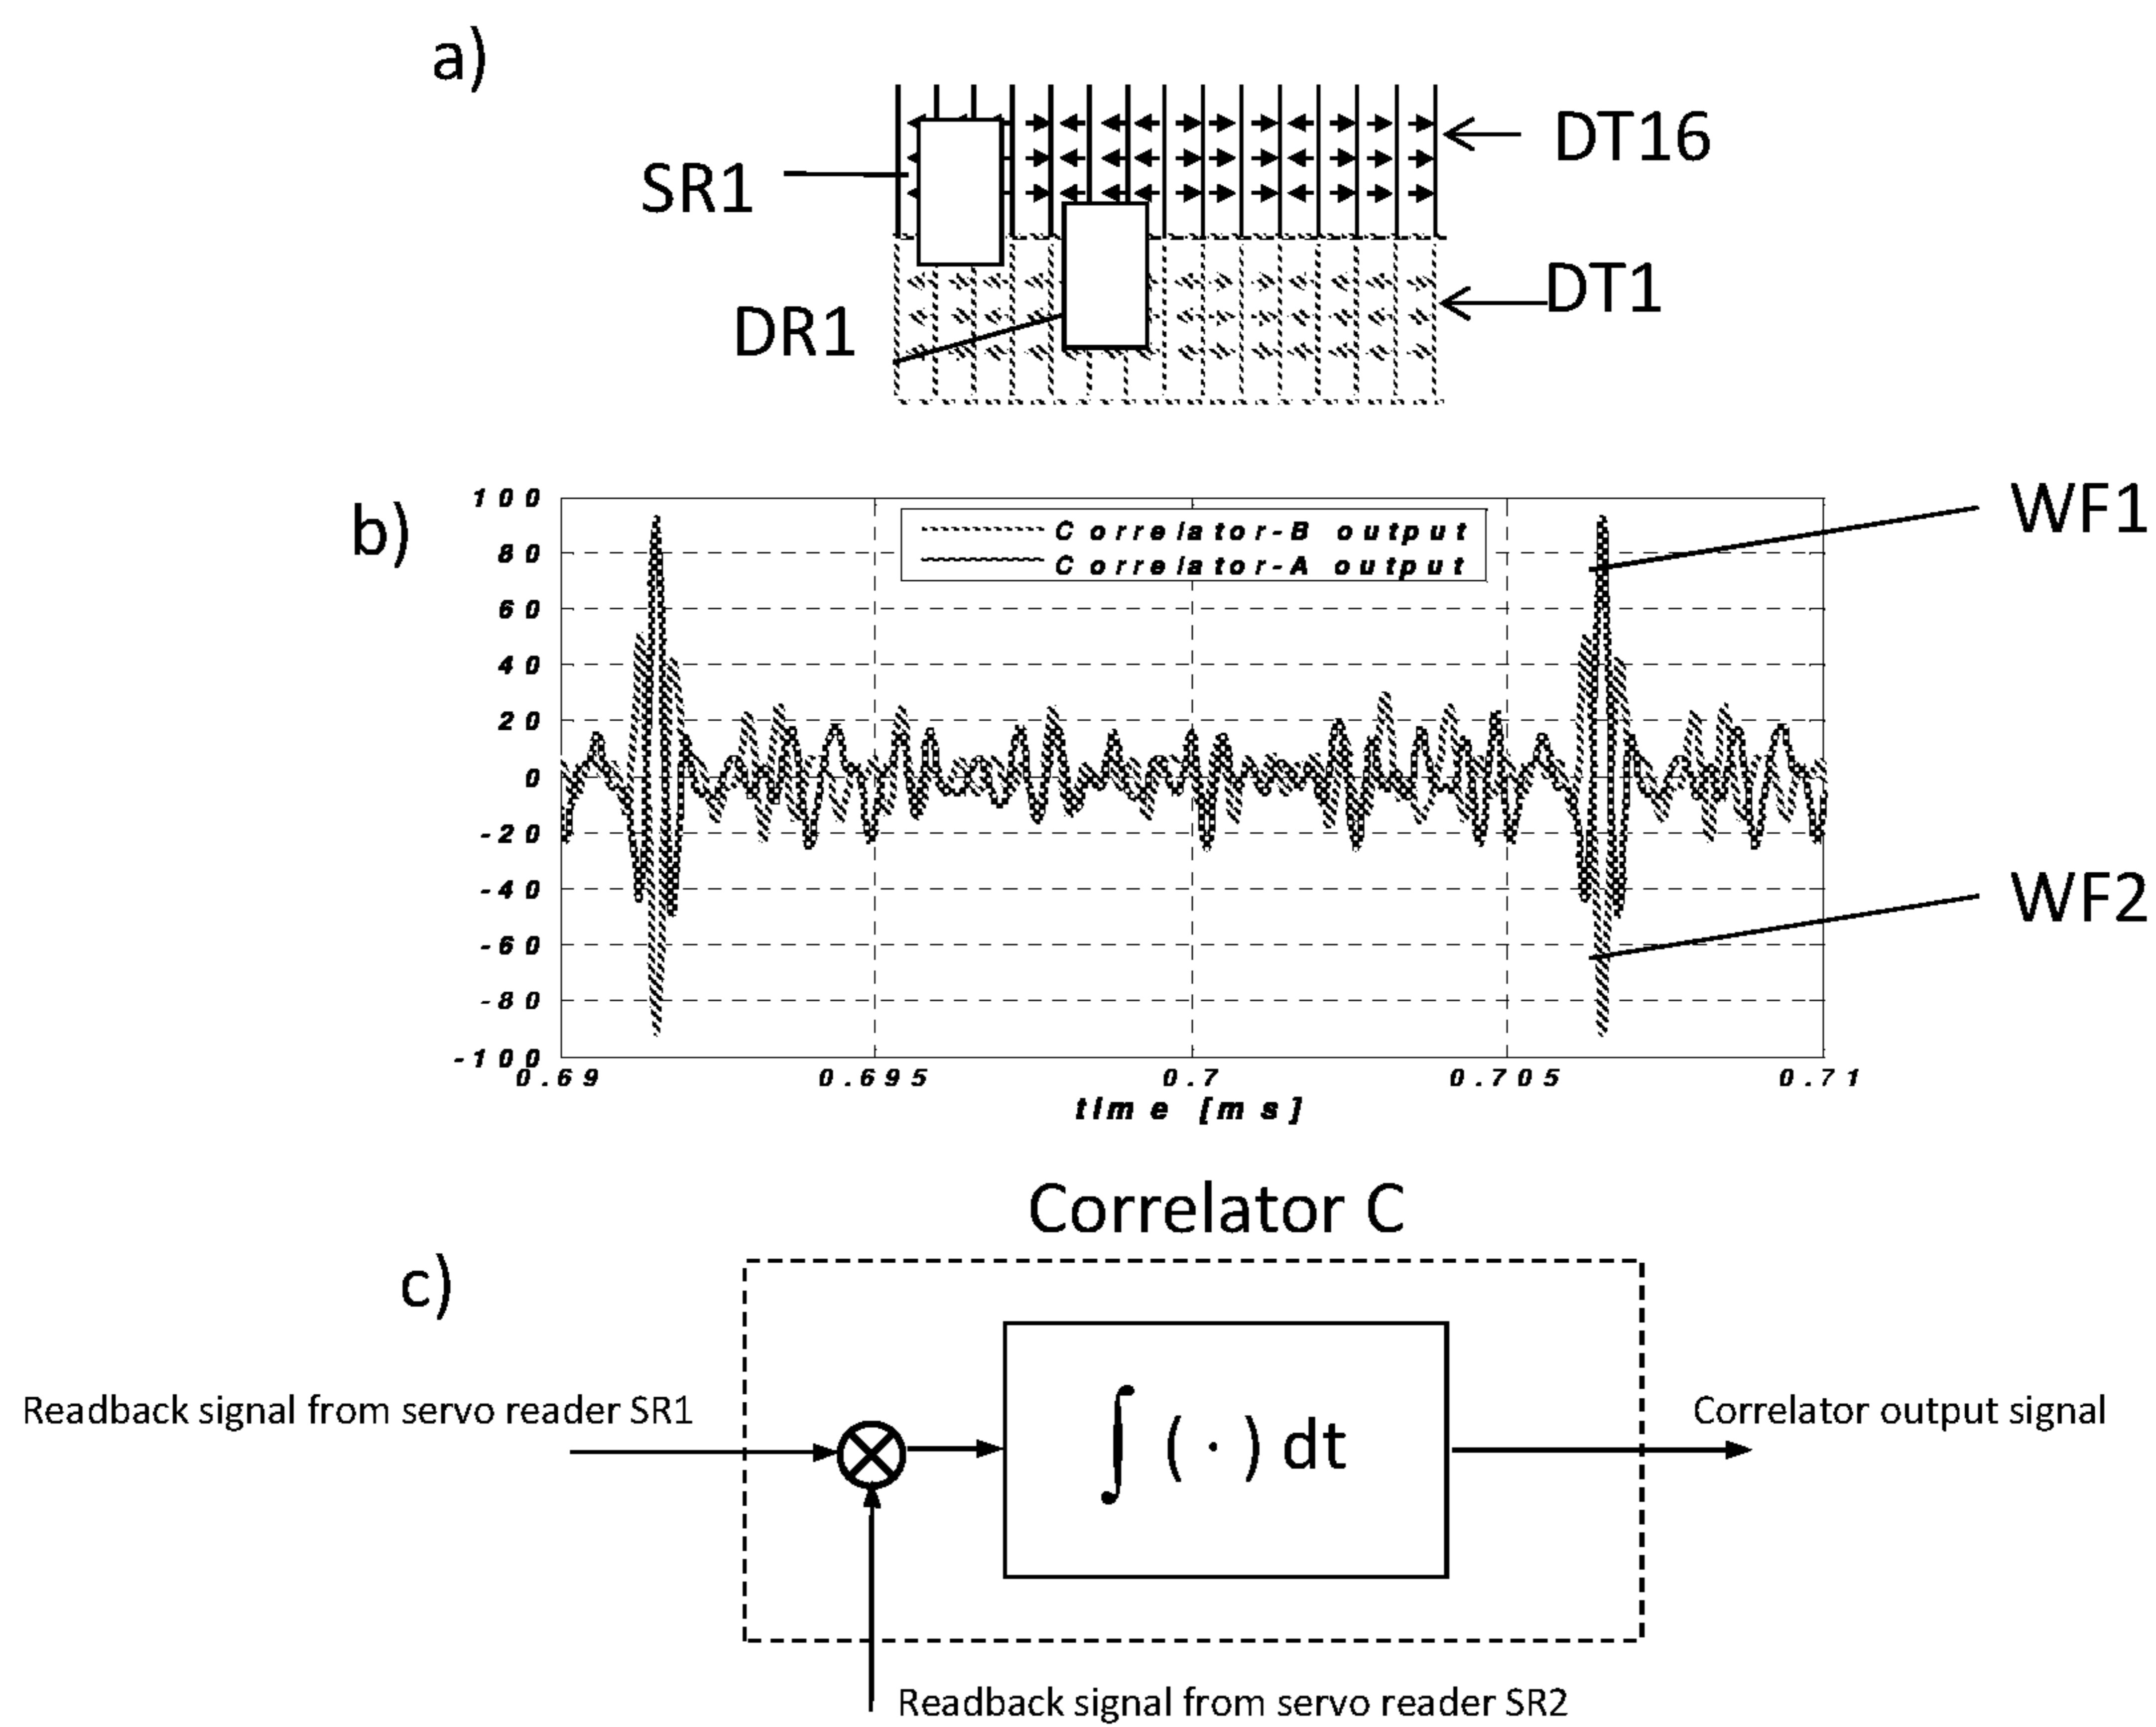 a)
DT16
SR1
DT1
DR1
b)
100
80
60
40
20
0
-20
-40
-60
-80
-100
Correlator-B output
Correlator-A output
WF1
WF2
0.69 0.695 0.7 0.705 0.71
time [ms]
Correlator C
c)
Readback signal from servo reader SR1
∫ ( · ) dt
Correlator output signal
Readback signal from servo reader SR2